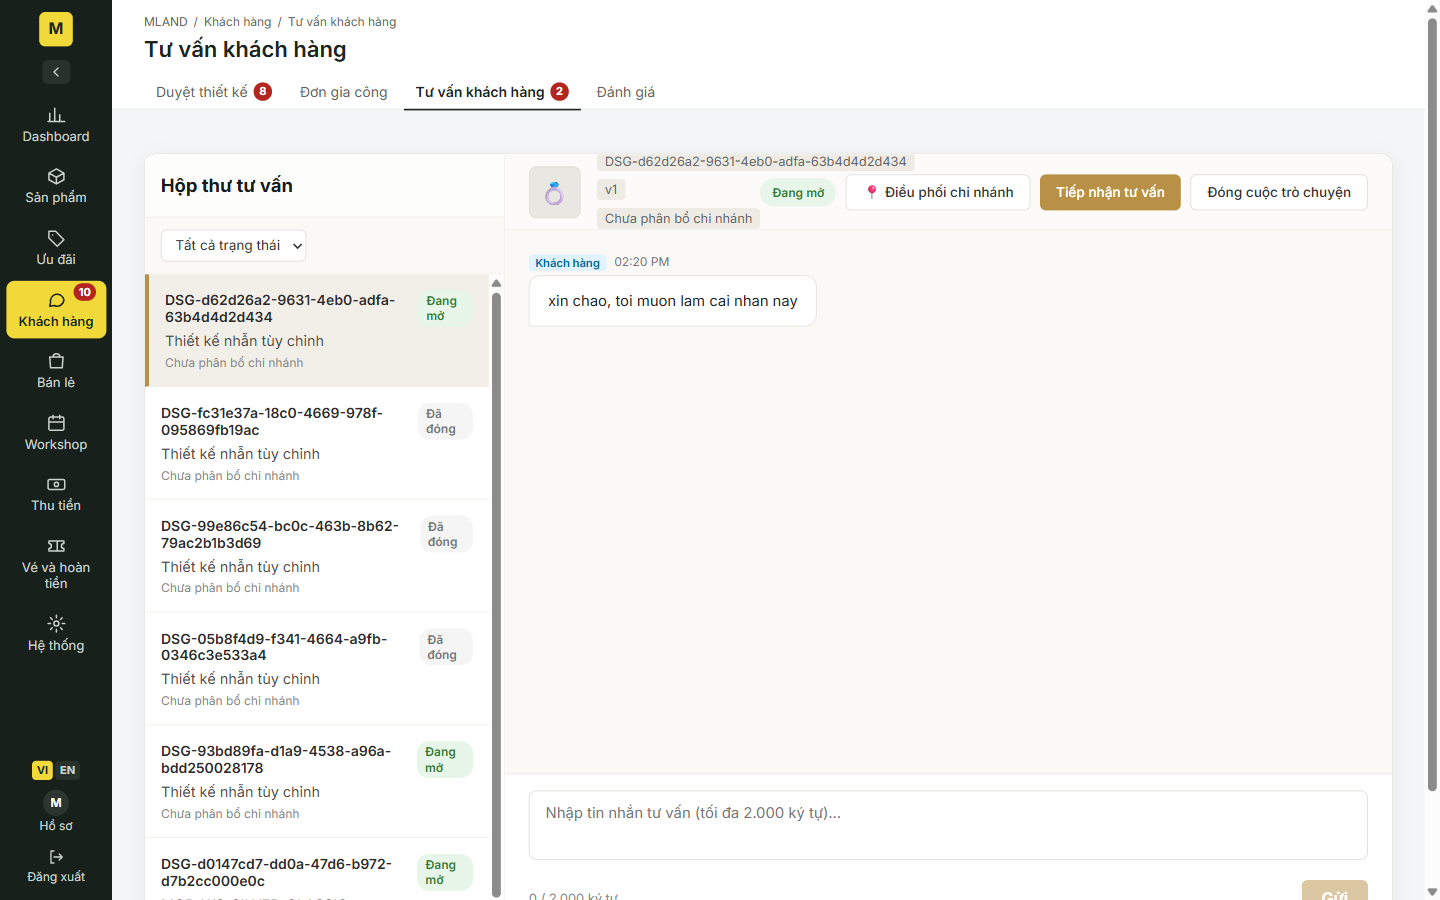 M
Dashboard
Sản phẩm
Ưu đãi
10
Khách hàng
Bán lẻ
Workshop
Thu tiền
Vé và hoàn
tiền
Hệ thống
VI EN
M
Hồ sơ
Đăng xuất
MLAND / Khách hàng / Tư vấn khách hàng
Tư vấn khách hàng
Duyệt thiết kế 8 Đơn gia công Tư vấn khách hàng 2 Đánh giá
Hộp thư tư vấn
Tất cả trạng thái
DSG-d62d26a2-9631-4eb0-adfa-
63b4d4d2d434
Đang
mở
Thiết kế nhẫn tùy chỉnh
Chưa phân bổ chi nhánh
DSG-fc31e37a-18c0-4669-978f-
095869fb19ac
Đã
đóng
Thiết kế nhẫn tùy chỉnh
Chưa phân bổ chi nhánh
DSG-99e86c54-bc0c-463b-8b62-
79ac2b1b3d69
Đã
đóng
Thiết kế nhẫn tùy chỉnh
Chưa phân bổ chi nhánh
DSG-05b8f4d9-f341-4664-a9fb-
0346c3e533a4
Đã
đóng
Thiết kế nhẫn tùy chỉnh
Chưa phân bổ chi nhánh
DSG-93bd89fa-d1a9-4538-a96a-
bdd250028178
Đang
mở
Thiết kế nhẫn tùy chỉnh
Chưa phân bổ chi nhánh
DSG-d0147cd7-dd0a-47d6-b972-
d7b2cc000e0c
Đang
mở
DSG-d62d26a2-9631-4eb0-adfa-63b4d4d2d434
v1
Chưa phân bổ chi nhánh
Đang mở
Điều phối chi nhánh
Tiếp nhận tư vấn
Đóng cuộc trò chuyện
Khách hàng 02:20 PM
xin chao, toi muon lam cai nhan nay
Nhập tin nhắn tư vấn (tối đa 2.000 ký tự)...
0 / 2.000 ký tự
Gửi